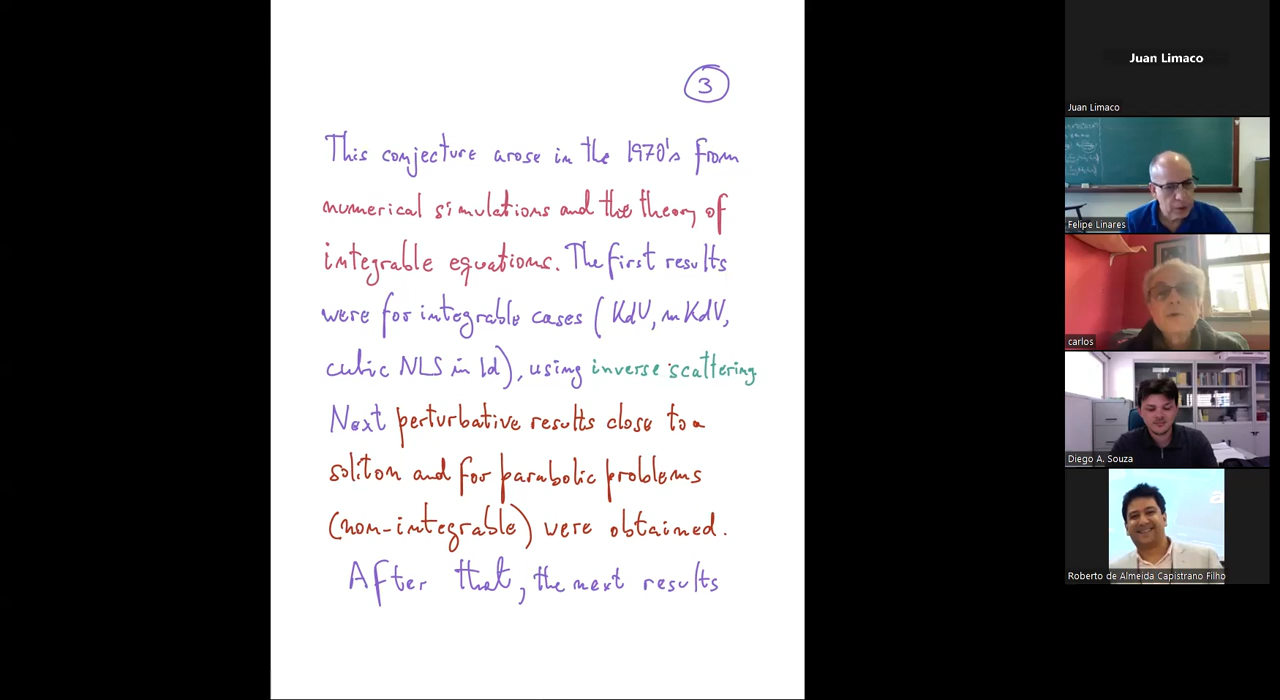 3
This conjecture arose in the 1970's from
numerical simulations and the theory of
integrable equations. The first results
were for integrable cases (KdV, mKdV,
cubic NLS in 1d), using inverse scattering
Next perturbative results close to a
soliton and for parabolic problems
(non-integrable) were obtained.
After that, the next results
Juan Limaco
Juan Limaco
Felipe Linares
carlos
Diego A. Souza
Roberto de Almeida Capistrano Filho